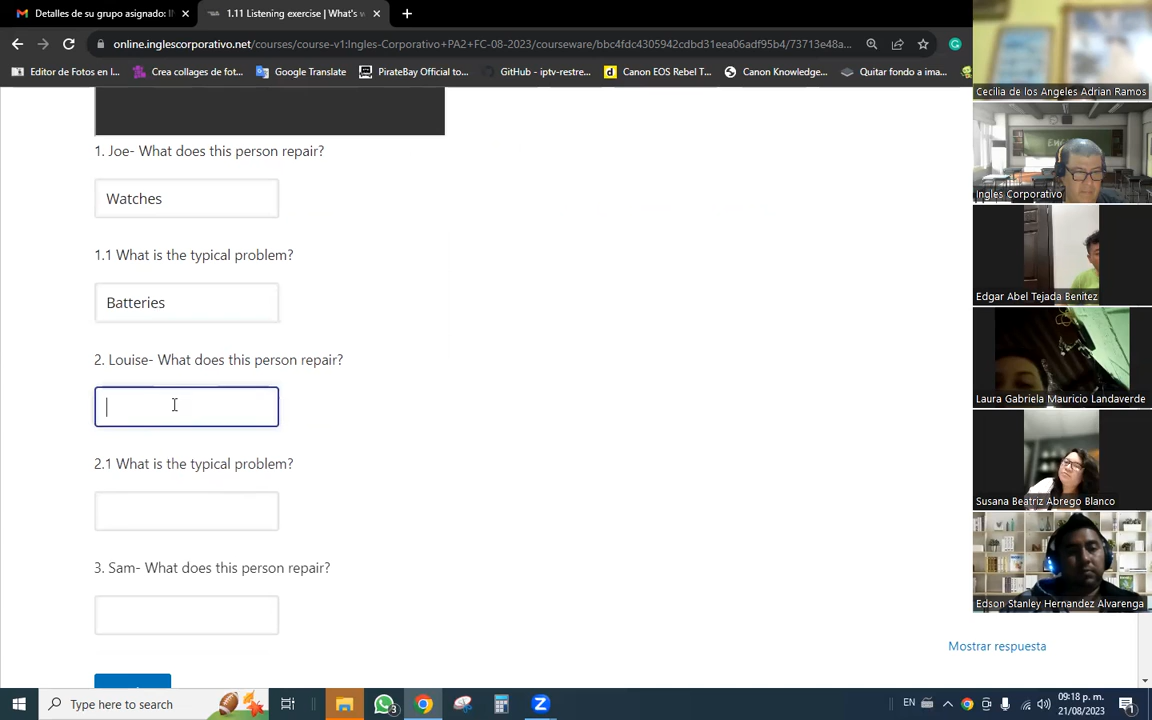 Detalles de su grupo asignado: I
1.11 Listening exercise | What's w
online.inglescorporativo.net/courses/course-v1:Ingles-Corporativo+PA2+FC-08-2023/courseware/bbc4fdc4305942cdbd31eea06adf95b4/73713e48a...
Editor de Fotos en l... Crea collages de fot... Google Translate PirateBay Official to... GitHub - iptv-restre... Canon EOS Rebel T... Canon Knowledge... Quitar fondo a ima...
1. Joe- What does this person repair?
Watches
1.1 What is the typical problem?
Batteries
2. Louise- What does this person repair?
2.1 What is the typical problem?
3. Sam- What does this person repair?
Mostrar respuesta
Cecilia de los Angeles Adrian Ramos
Ingles Corporativo
Edgar Abel Tejada Benitez
Laura Gabriela Mauricio Landaverde
Susana Beatriz Abrego Blanco
Edson Stanley Hernandez Alvarenga
Type here to search
3
EN
09:18 p. m.
21/08/2023
1